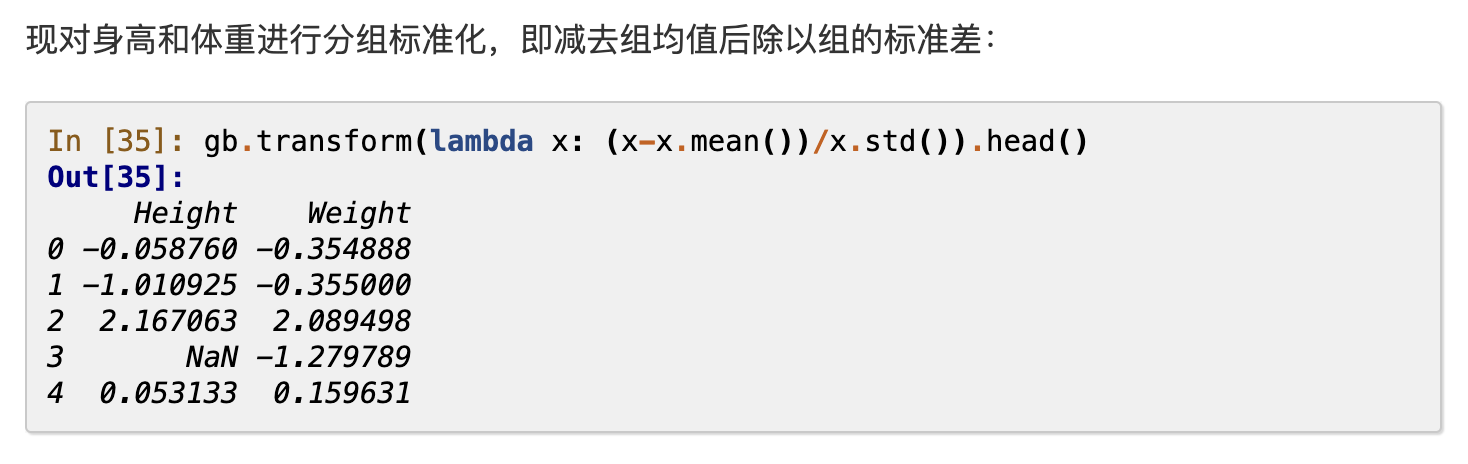 现对身高和体重进行分组标准化，即减去组均值后除以组的标准差：
In [35]: gb.transform(lambda x: (x-x.mean())/x.std()).head()
Out[35]:
     Height    Weight
0 -0.058760 -0.354888
1 -1.010925 -0.355000
2  2.167063  2.089498
3       NaN -1.279789
4  0.053133  0.159631